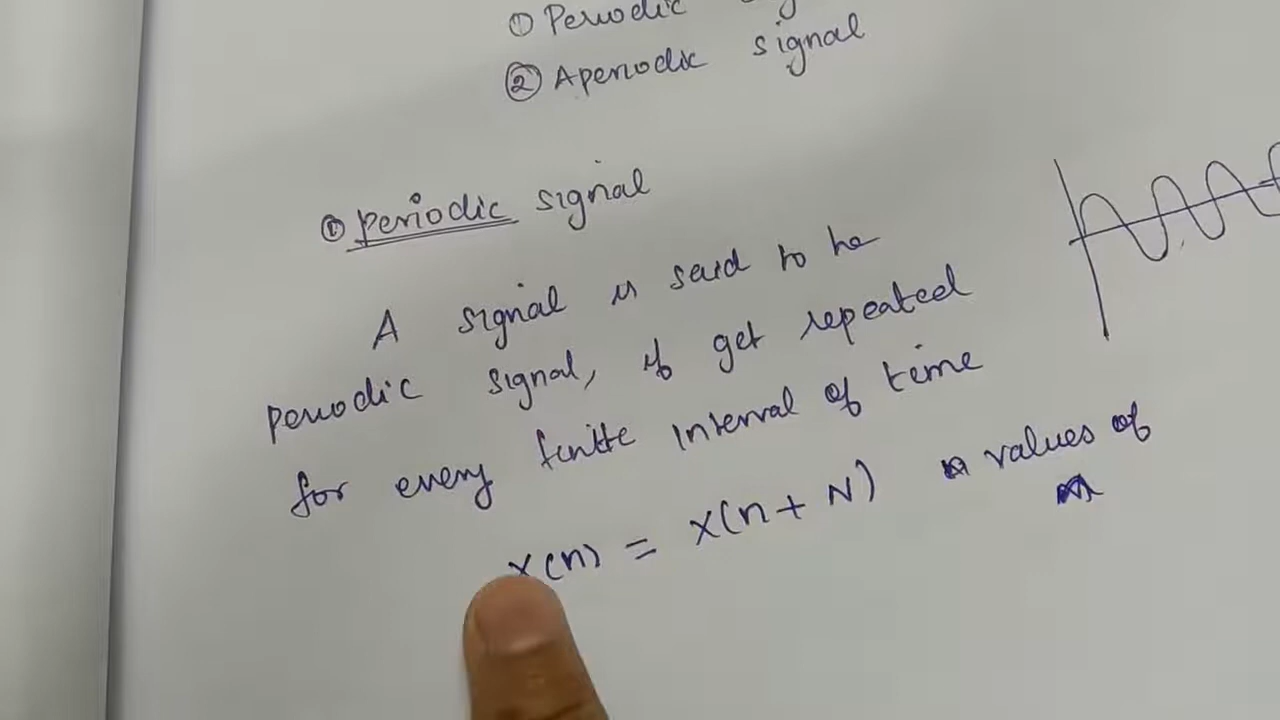 ① Periodic
② Aperiodic signal
① Periodic signal
A signal is said to be
periodic signal, if get repeated
for every finite interval of time
x(n) = x(n + N) values of